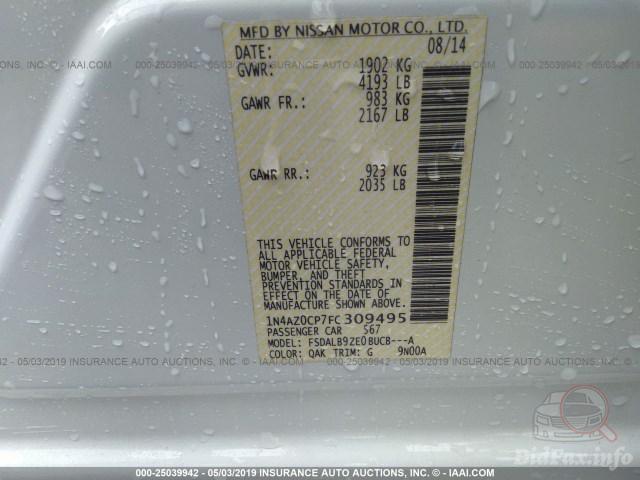 MFD BY NISSAN MOTOR CO., LTD.
DATE: 08/14
GVWR: 1902 KG
4193 LB
GAWR FR.: 983 KG
2167 LB
GAWR RR.: 923 KG
2035 LB
THIS VEHICLE CONFORMS TO
ALL APPLICABLE FEDERAL
MOTOR VEHICLE SAFETY,
BUMPER, AND THEFT
PREVENTION STANDARDS IN
EFFECT ON THE DATE OF
MANUFACTURE SHOWN ABOVE.
1N4AZ0CP7FC309495
PASSENGER CAR S67
MODEL: FSDALB9ZE0BUCB---A
COLOR: QAK TRIM: G 9N00A
000-25039942 - 05/03/2019 INSURANCE AUTO AUCTIONS, INC. - © IAAI.COM
BidFax.info